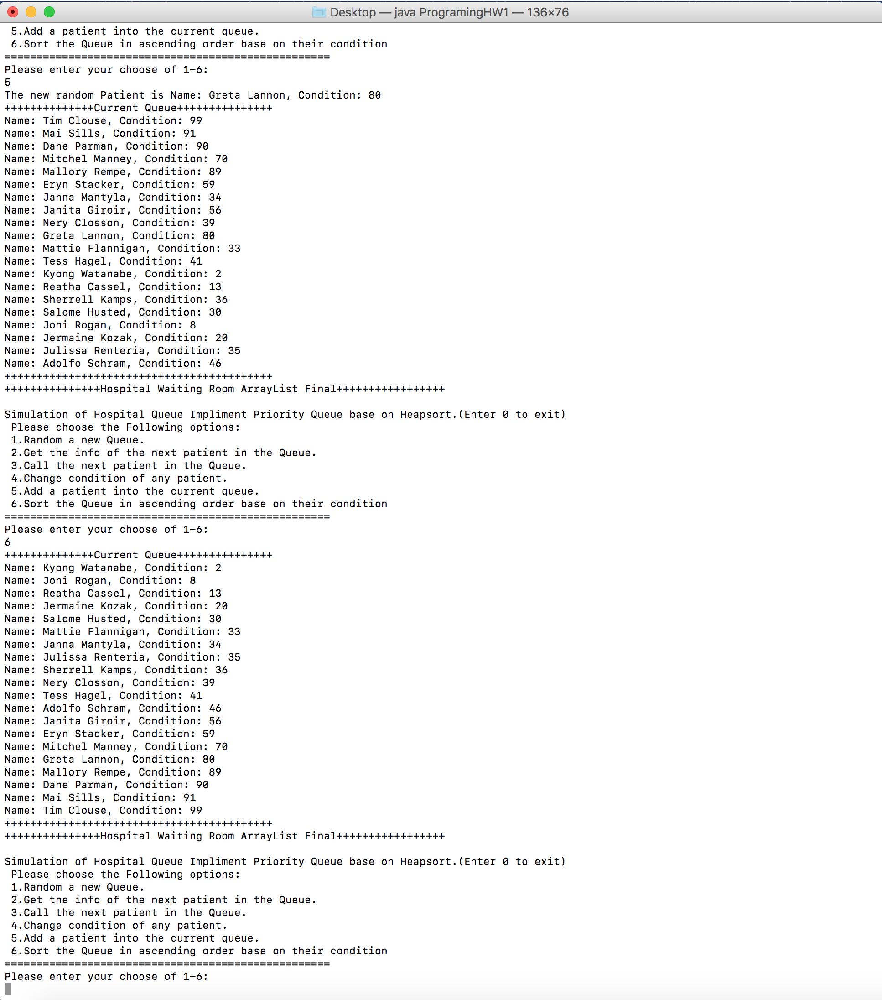 Desktop — java ProgramingHW1 — 136×76
 5.Add a patient into the current queue.
 6.Sort the Queue in ascending order base on their condition
===================================================
Please enter your choose of 1-6:
5
The new random Patient is Name: Greta Lannon, Condition: 80
++++++++++++++Current Queue+++++++++++++++
Name: Tim Clouse, Condition: 99
Name: Mai Sills, Condition: 91
Name: Dane Parman, Condition: 90
Name: Mitchel Manney, Condition: 70
Name: Mallory Rempe, Condition: 89
Name: Eryn Stacker, Condition: 59
Name: Janna Mantyla, Condition: 34
Name: Janita Giroir, Condition: 56
Name: Nery Closson, Condition: 39
Name: Greta Lannon, Condition: 80
Name: Mattie Flannigan, Condition: 33
Name: Tess Hagel, Condition: 41
Name: Kyong Watanabe, Condition: 2
Name: Reatha Cassel, Condition: 13
Name: Sherrell Kamps, Condition: 36
Name: Salome Husted, Condition: 30
Name: Joni Rogan, Condition: 8
Name: Jermaine Kozak, Condition: 20
Name: Julissa Renteria, Condition: 35
Name: Adolfo Schram, Condition: 46
++++++++++++++++++++++++++++++++++++++++++
+++++++++++++++Hospital Waiting Room ArrayList Final+++++++++++++++++
Simulation of Hospital Queue Impliment Priority Queue base on Heapsort.(Enter 0 to exit)
 Please choose the Following options:
 1.Random a new Queue.
 2.Get the info of the next patient in the Queue.
 3.Call the next patient in the Queue.
 4.Change condition of any patient.
 5.Add a patient into the current queue.
 6.Sort the Queue in ascending order base on their condition
===================================================
Please enter your choose of 1-6:
6
++++++++++++++Current Queue+++++++++++++++
Name: Kyong Watanabe, Condition: 2
Name: Joni Rogan, Condition: 8
Name: Reatha Cassel, Condition: 13
Name: Jermaine Kozak, Condition: 20
Name: Salome Husted, Condition: 30
Name: Mattie Flannigan, Condition: 33
Name: Janna Mantyla, Condition: 34
Name: Julissa Renteria, Condition: 35
Name: Sherrell Kamps, Condition: 36
Name: Nery Closson, Condition: 39
Name: Tess Hagel, Condition: 41
Name: Adolfo Schram, Condition: 46
Name: Janita Giroir, Condition: 56
Name: Eryn Stacker, Condition: 59
Name: Mitchel Manney, Condition: 70
Name: Greta Lannon, Condition: 80
Name: Mallory Rempe, Condition: 89
Name: Dane Parman, Condition: 90
Name: Mai Sills, Condition: 91
Name: Tim Clouse, Condition: 99
++++++++++++++++++++++++++++++++++++++++++
+++++++++++++++Hospital Waiting Room ArrayList Final+++++++++++++++++
Simulation of Hospital Queue Impliment Priority Queue base on Heapsort.(Enter 0 to exit)
 Please choose the Following options:
 1.Random a new Queue.
 2.Get the info of the next patient in the Queue.
 3.Call the next patient in the Queue.
 4.Change condition of any patient.
 5.Add a patient into the current queue.
 6.Sort the Queue in ascending order base on their condition
===================================================
Please enter your choose of 1-6: